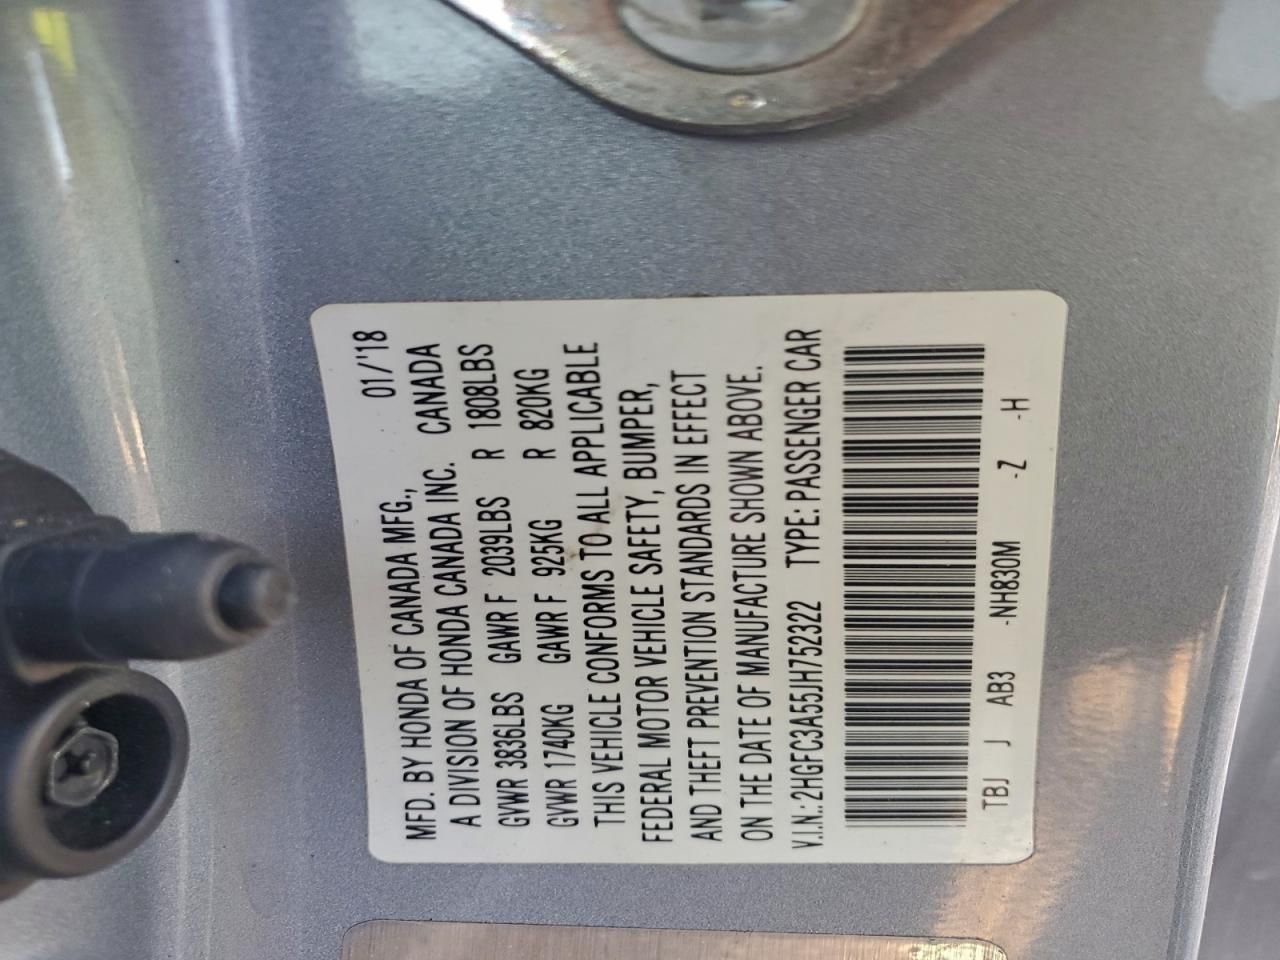 01/'18
MFD. BY HONDA OF CANADA MFG.,
A DIVISION OF HONDA CANADA INC. CANADA
GVWR 3836LBS GAWR F 2039LBS R 1808LBS
GVWR 1740KG GAWR F 925KG R 820KG
THIS VEHICLE CONFORMS TO ALL APPLICABLE
FEDERAL MOTOR VEHICLE SAFETY, BUMPER,
AND THEFT PREVENTION STANDARDS IN EFFECT
ON THE DATE OF MANUFACTURE SHOWN ABOVE.
V.I.N.: 2HGFC3A55JH752322 TYPE: PASSENGER CAR
TBJ J AB3 -NH830M -Z -H